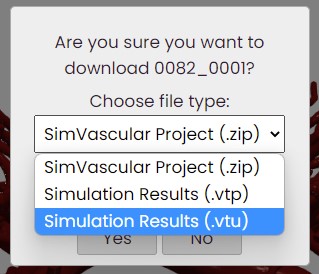 Are you sure you want to
download 0082_0001?
Choose file type:
SimVascular Project (.zip)
SimVascular Project (.zip)
Simulation Results (.vtp)
Simulation Results (.vtu)
Yes No